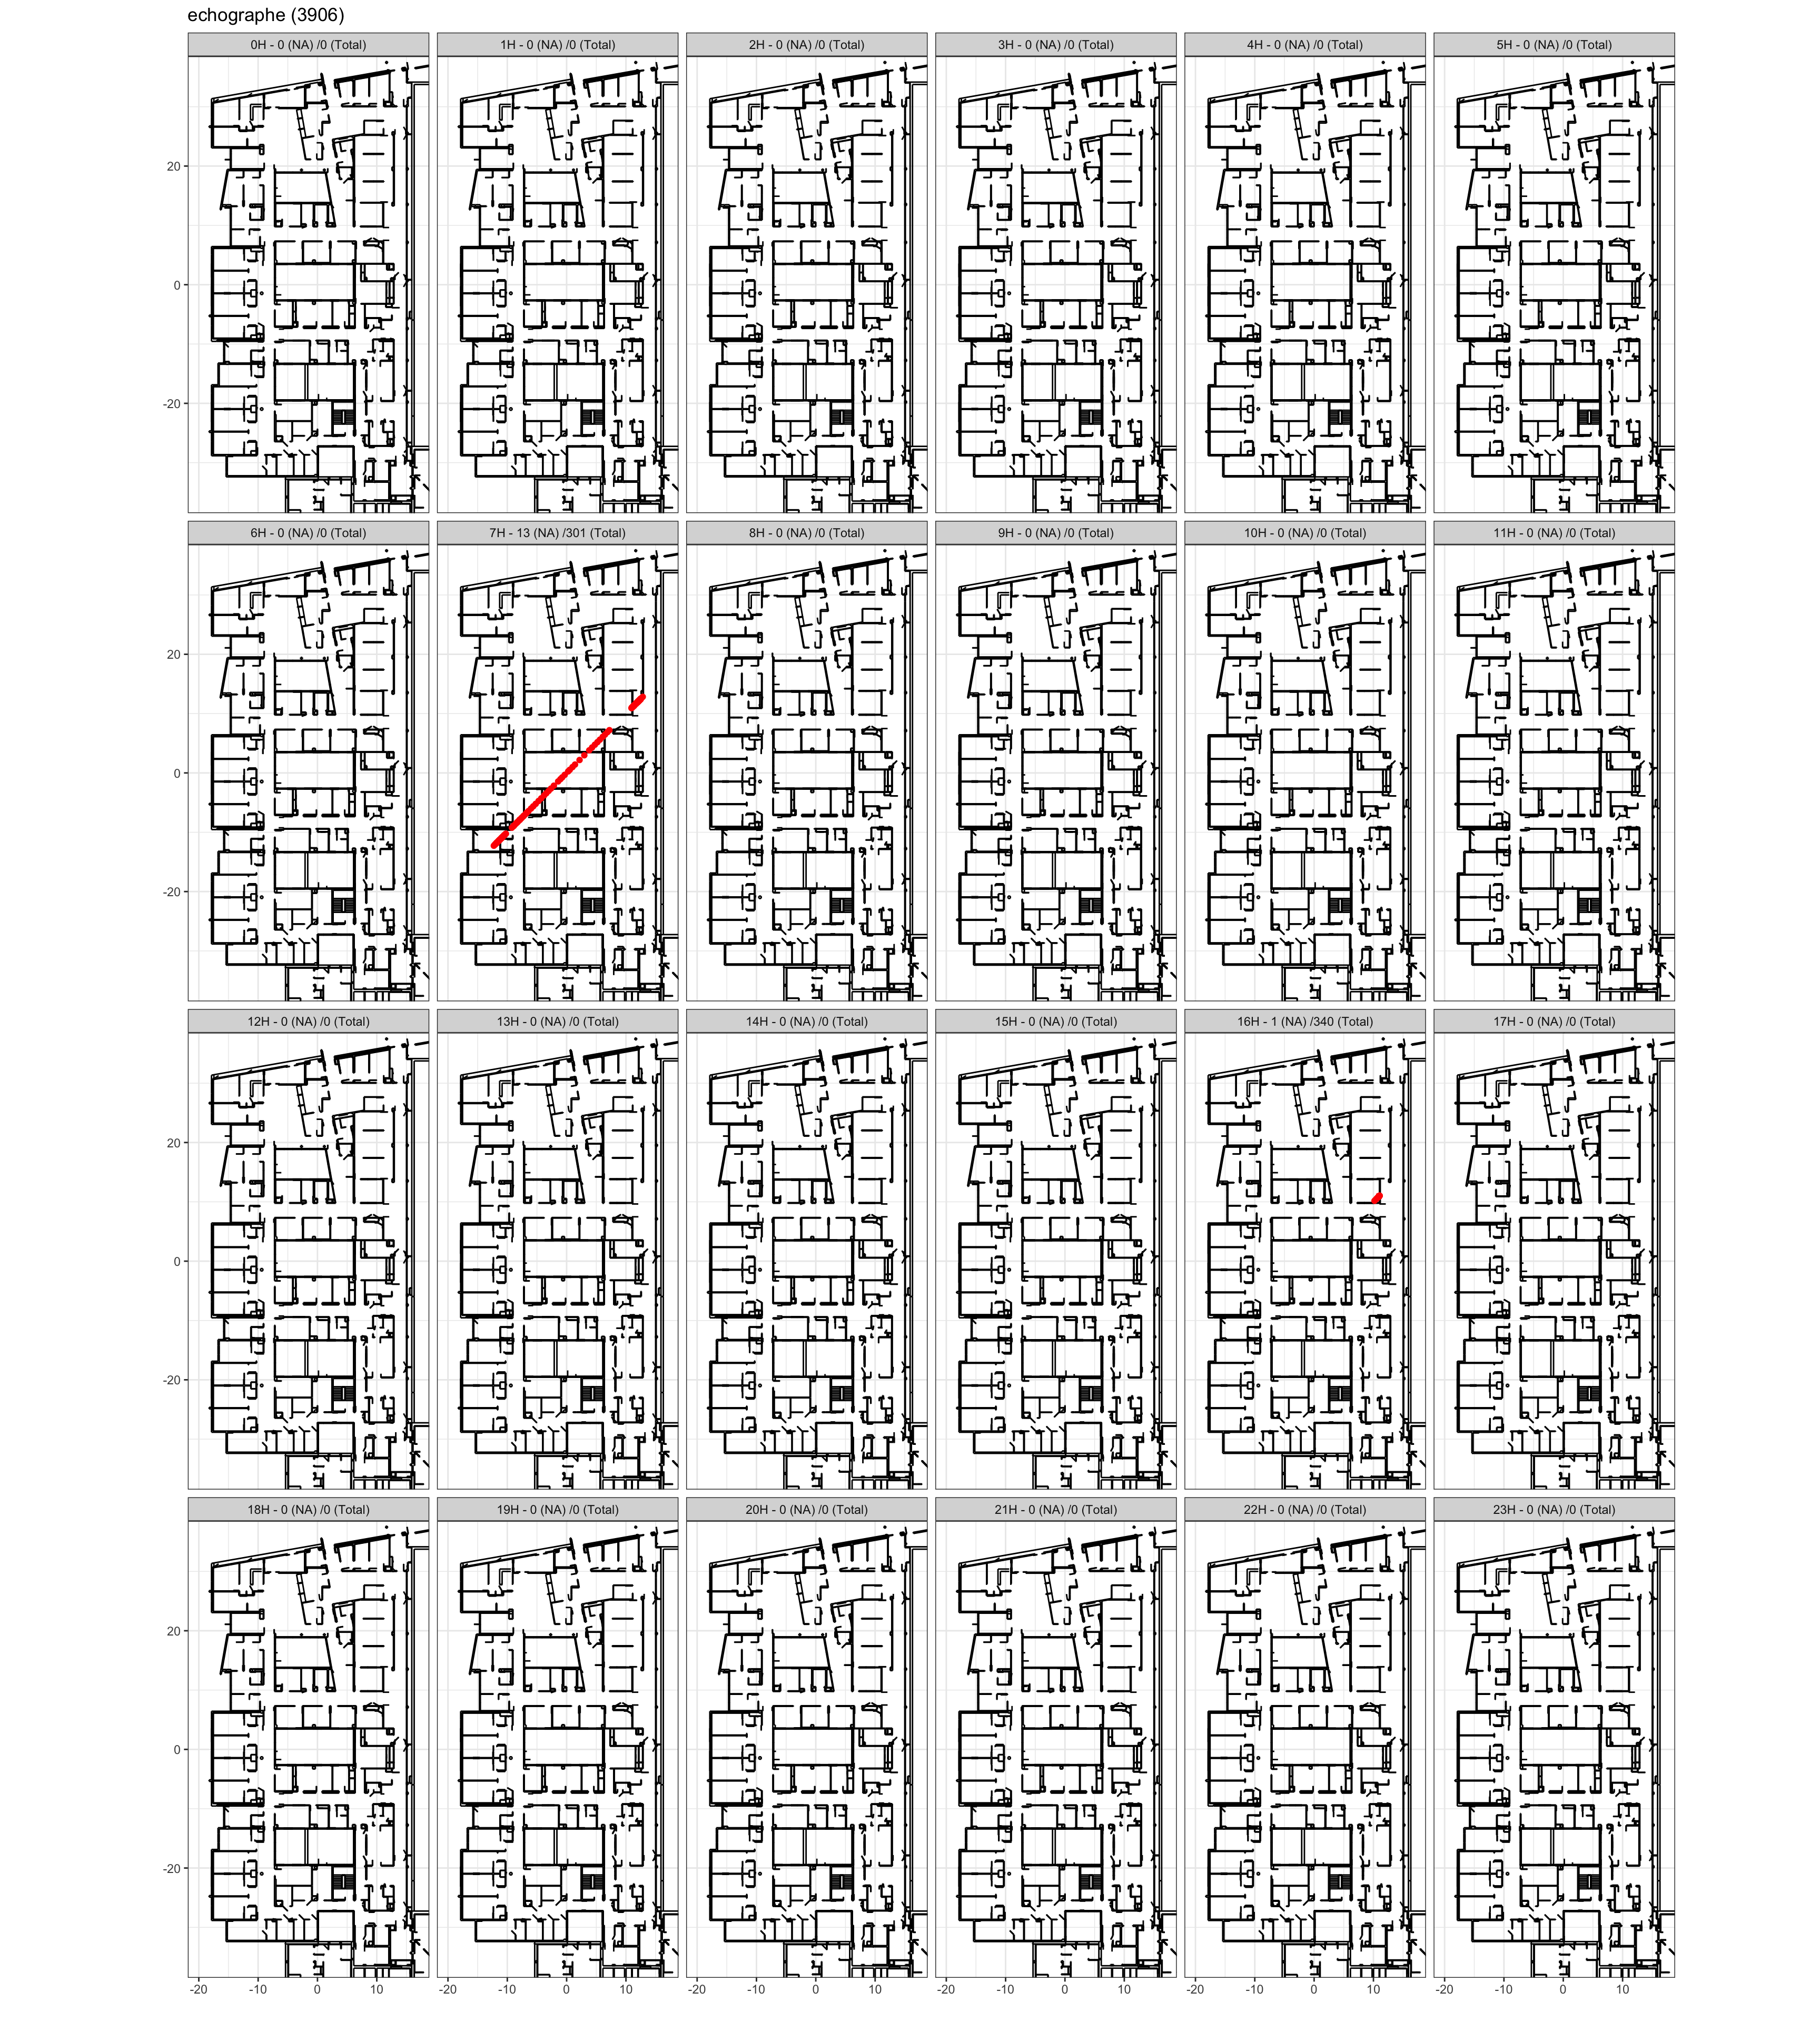 echographe (3906)
0H - 0 (NA) /0 (Total) 1H - 0 (NA) /0 (Total) 2H - 0 (NA) /0 (Total) 3H - 0 (NA) /0 (Total) 4H - 0 (NA) /0 (Total) 5H - 0 (NA) /0 (Total)
20
0
-20
6H - 0 (NA) /0 (Total) 7H - 13 (NA) /301 (Total) 8H - 0 (NA) /0 (Total) 9H - 0 (NA) /0 (Total) 10H - 0 (NA) /0 (Total) 11H - 0 (NA) /0 (Total)
20
0
-20
12H - 0 (NA) /0 (Total) 13H - 0 (NA) /0 (Total) 14H - 0 (NA) /0 (Total) 15H - 0 (NA) /0 (Total) 16H - 1 (NA) /340 (Total) 17H - 0 (NA) /0 (Total)
20
0
-20
18H - 0 (NA) /0 (Total) 19H - 0 (NA) /0 (Total) 20H - 0 (NA) /0 (Total) 21H - 0 (NA) /0 (Total) 22H - 0 (NA) /0 (Total) 23H - 0 (NA) /0 (Total)
20
0
-20
-20 -10 0 10 -20 -10 0 10 -20 -10 0 10 -20 -10 0 10 -20 -10 0 10 -20 -10 0 10